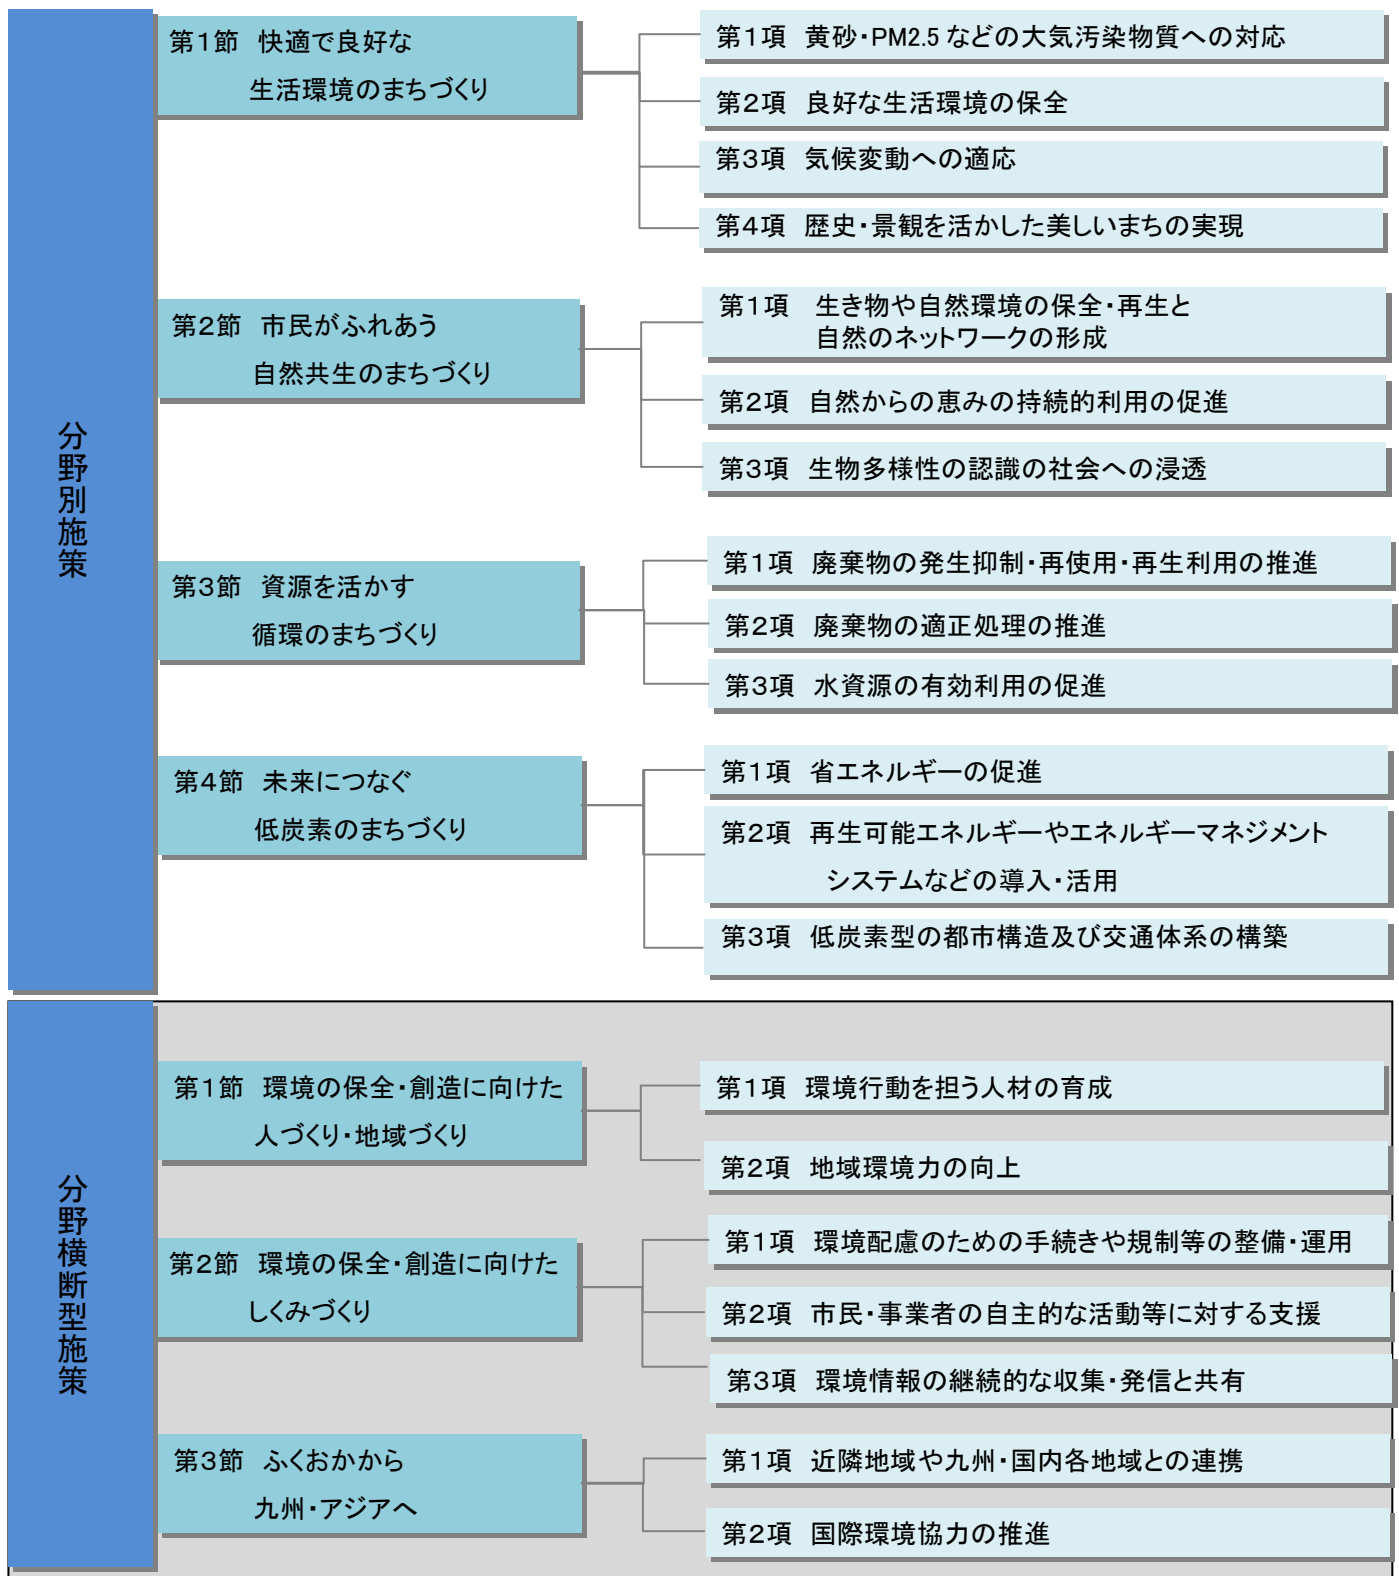 分野別施策
第1節 快適で良好な
生活環境のまちづくり
第1項 黄砂・PM2.5などの大気汚染物質への対応
第2項 良好な生活環境の保全
第3項 気候変動への適応
第4項 歴史・景観を活かした美しいまちの実現
第2節 市民がふれあう
自然共生のまちづくり
第1項 生き物や自然環境の保全・再生と
自然のネットワークの形成
第2項 自然からの恵みの持続的利用の促進
第3項 生物多様性の認識の社会への浸透
第3節 資源を活かす
循環のまちづくり
第1項 廃棄物の発生抑制・再使用・再生利用の推進
第2項 廃棄物の適正処理の推進
第3項 水資源の有効利用の促進
第4節 未来につなぐ
低炭素のまちづくり
第1項 省エネルギーの促進
第2項 再生可能エネルギーやエネルギーマネジメント
システムなどの導入・活用
第3項 低炭素型の都市構造及び交通体系の構築
分野横断型施策
第1節 環境の保全・創造に向けた
人づくり・地域づくり
第1項 環境行動を担う人材の育成
第2項 地域環境力の向上
第2節 環境の保全・創造に向けた
しくみづくり
第1項 環境配慮のための手続きや規制等の整備・運用
第2項 市民・事業者の自主的な活動等に対する支援
第3項 環境情報の継続的な収集・発信と共有
第3節 ふくおかから
九州・アジアへ
第1項 近隣地域や九州・国内各地域との連携
第2項 国際環境協力の推進